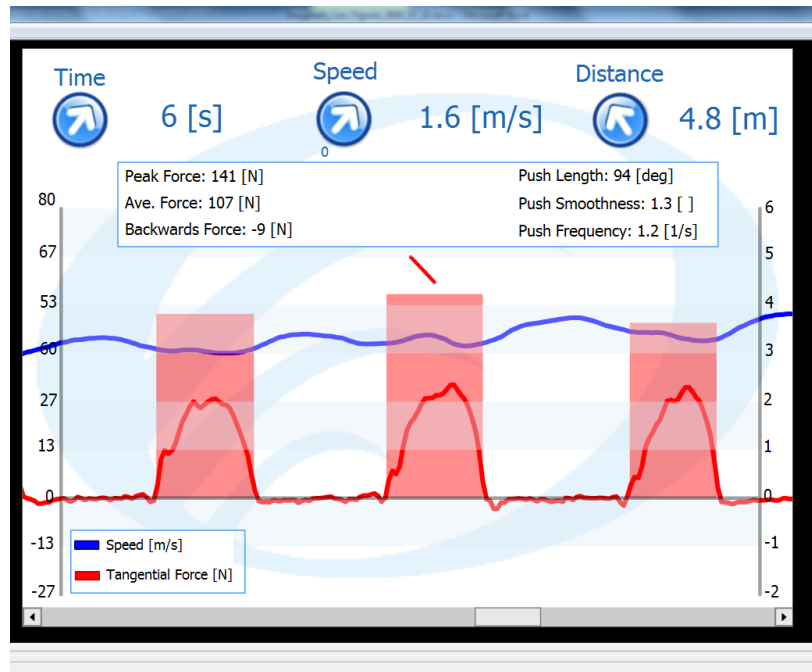 Time
Speed
Distance
6 [s]
1.6 [m/s]
4.8 [m]
0
Peak Force: 141 [N]
Push Length: 94 [deg]
Ave. Force: 107 [N]
Push Smoothness: 1.3 [ ]
Backwards Force: -9 [N]
Push Frequency: 1.2 [1/s]
80
6
67
5
53
4
60
3
27
2
13
1
0
0
-13
-1
-27
-2
Speed [m/s]
Tangential Force [N]